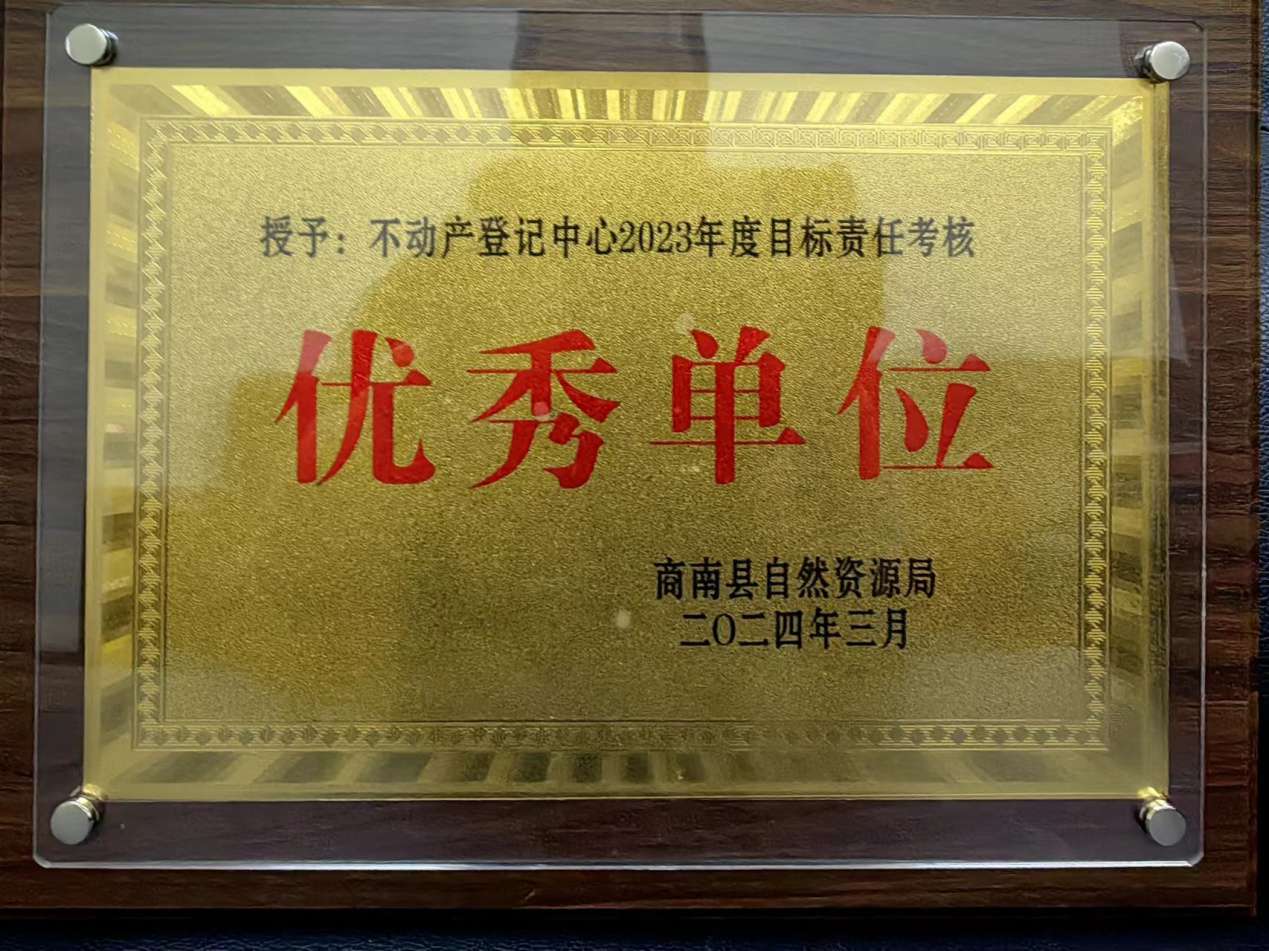 授予：不动产登记中心2023年度目标责任考核
优秀单位
商南县自然资源局
二〇二四年三月